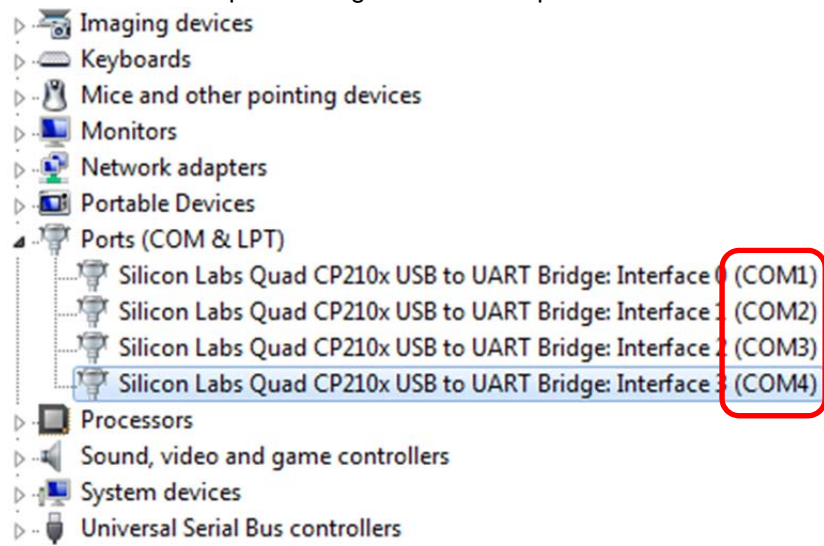 Imaging devices
Keyboards
Mice and other pointing devices
Monitors
Network adapters
Portable Devices
Ports (COM & LPT)
Silicon Labs Quad CP210x USB to UART Bridge: Interface 0 (COM1)
Silicon Labs Quad CP210x USB to UART Bridge: Interface 1 (COM2)
Silicon Labs Quad CP210x USB to UART Bridge: Interface 2 (COM3)
Silicon Labs Quad CP210x USB to UART Bridge: Interface 3 (COM4)
Processors
Sound, video and game controllers
System devices
Universal Serial Bus controllers